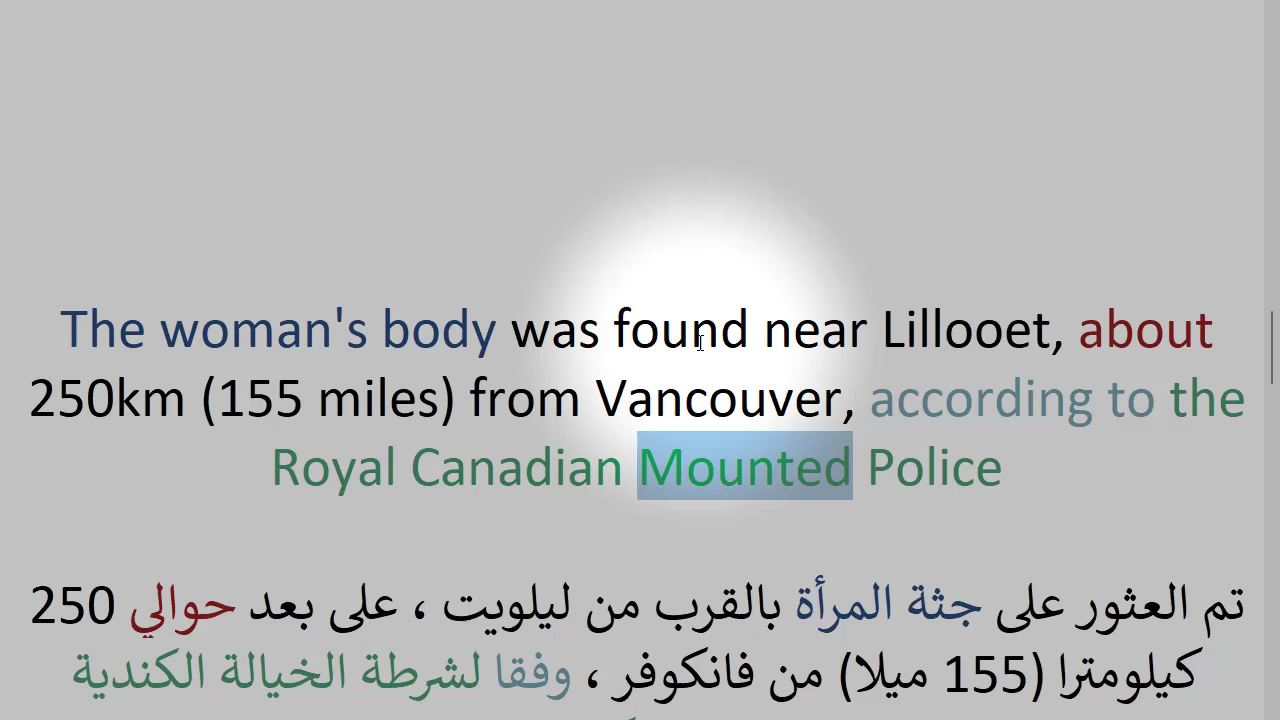 The woman's body was found near Lillooet, about
250km (155 miles) from Vancouver, according to the
Royal Canadian Mounted Police
تم العثور على جثة المرأة بالقرب من ليلويت ، على بعد حوالي 250
كيلومترا (155 ميلا) من فانكوفر ، وفقا لشرطة الخيالة الكندية